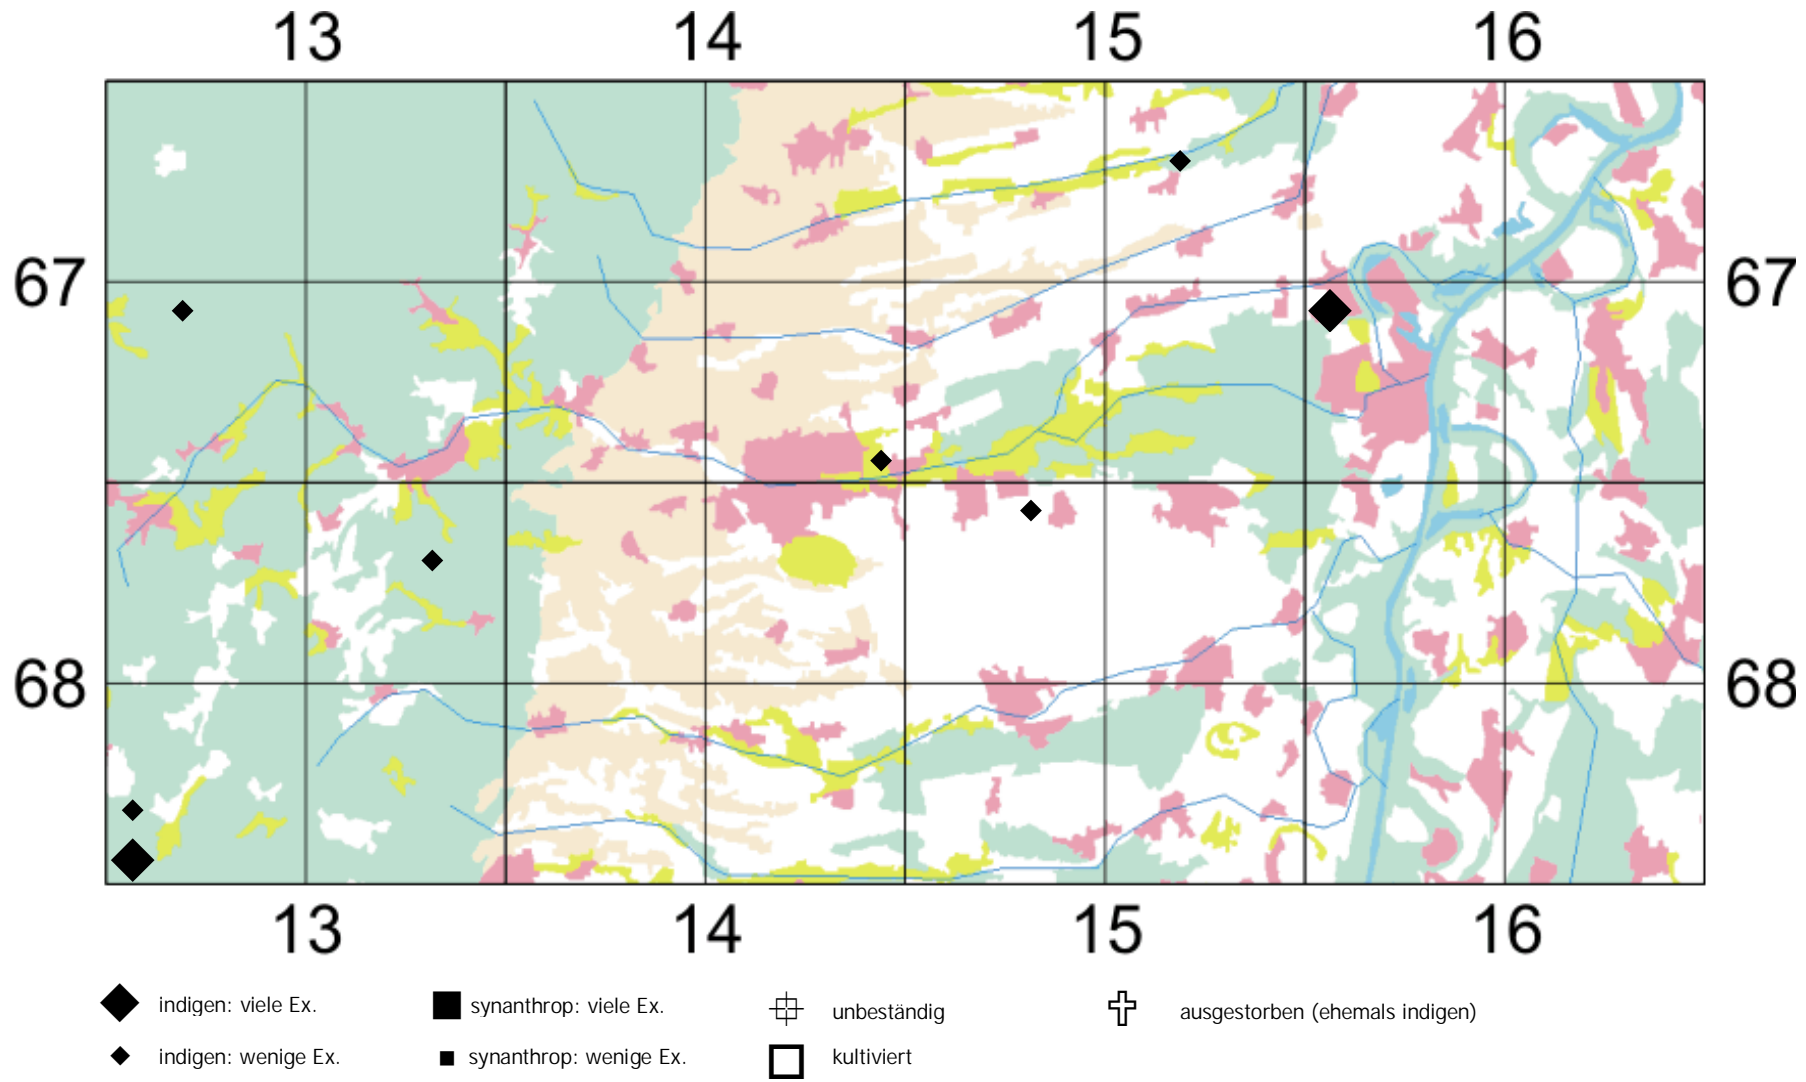 13 14 15 16
67 67
68 68
13 14 15 16
indigen: viele Ex. synanthrop: viele Ex. unbeständig ausgestorben (ehemals indigen)
indigen: wenige Ex. synanthrop: wenige Ex. kultiviert